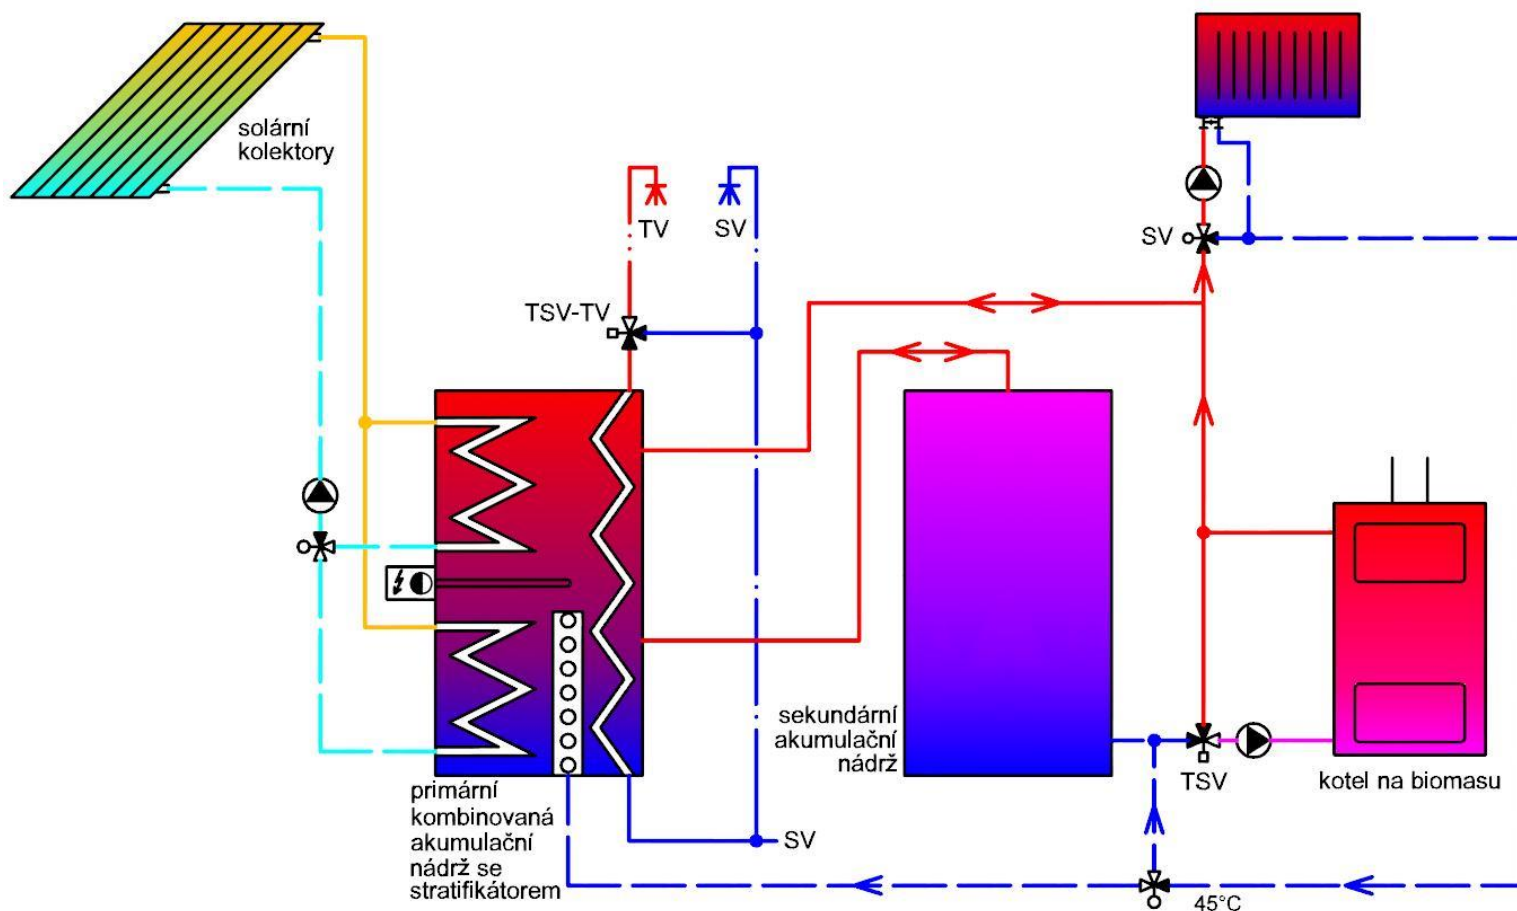 solární
kolektory
TV
SV
SV
TSV-TV
sekundární
akumulační
nádrž
TSV
kotel na biomasu
primární
kombinovaná
akumulační
nádrž se
stratifikátorem
SV
45°C